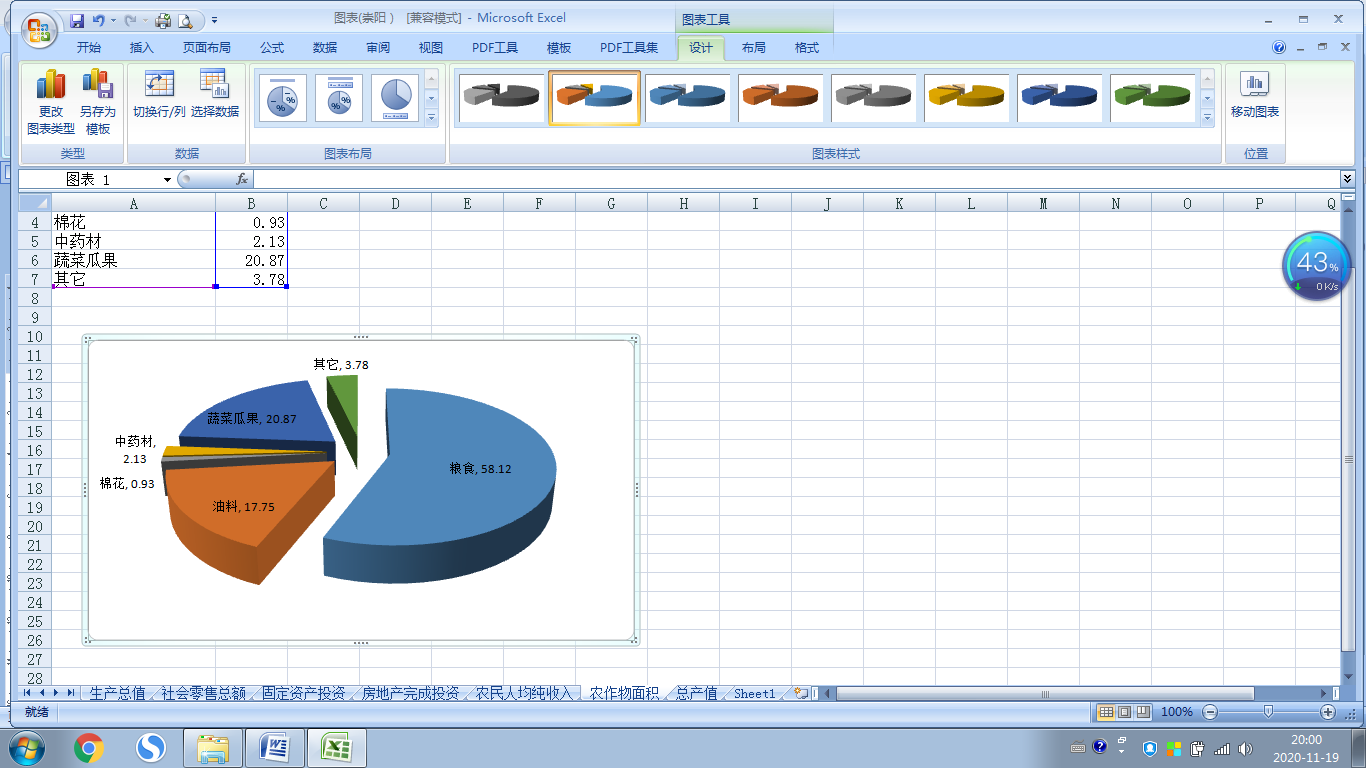 图表(崇阳 ) [兼容模式] - Microsoft Excel
图表工具
开始 插入 页面布局 公式 数据 审阅 视图 PDF工具 模板 PDF工具集 设计 布局 格式
更改 另存为 切换行/列 选择数据 移动图表
图表类型 模板
类型 数据 图表布局 图表样式 位置
图表 1 fx
A B C D E F G H I J K L M N O P Q
4 棉花 0.93
5 中药材 2.13
6 蔬菜瓜果 20.87
7 其它 3.78
8
9
10
11
12
13
14
15
16
17
18
19
20
21
22
23
24
25
26
27
28
其它, 3.78
蔬菜瓜果, 20.87
中药材,
2.13
粮食, 58.12
棉花, 0.93
油料, 17.75
43%
0K/s
生产总值 社会零售总额 固定资产投资 房地产完成投资 农民人均纯收入 农作物面积 总产值 Sheet1
就绪 100%
20:00
2020-11-19